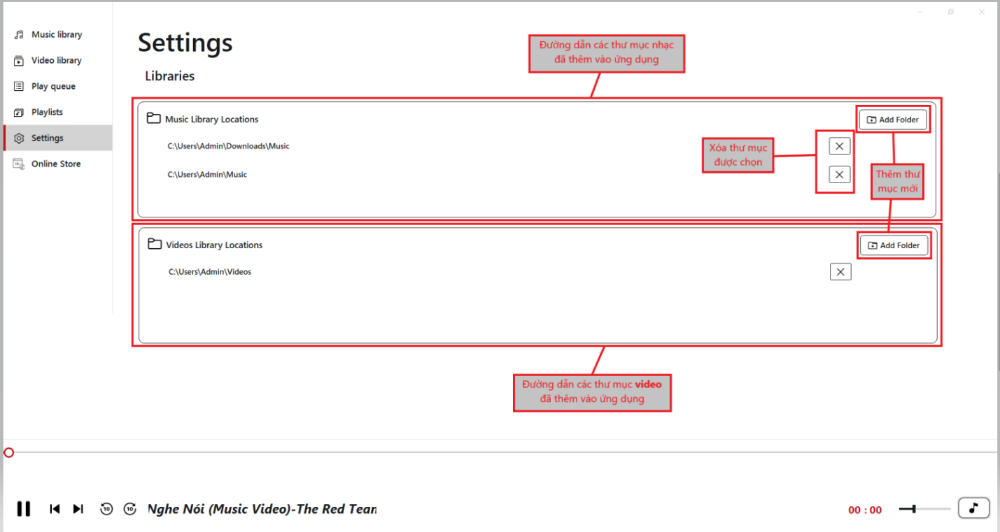 Music library
Video library
Play queue
Playlists
Settings
Online Store
Settings
Libraries
Đường dẫn các thư mục nhạc
đã thêm vào ứng dụng
Music Library Locations
Add Folder
C:\Users\Admin\Downloads\Music
C:\Users\Admin\Music
Xóa thư mục
được chọn
Thêm thư
mục mới
Videos Library Locations
Add Folder
C:\Users\Admin\Videos
Đường dẫn các thư mục video
đã thêm vào ứng dụng
10
10
Nghe Nói (Music Video)-The Red Tean
00 : 00